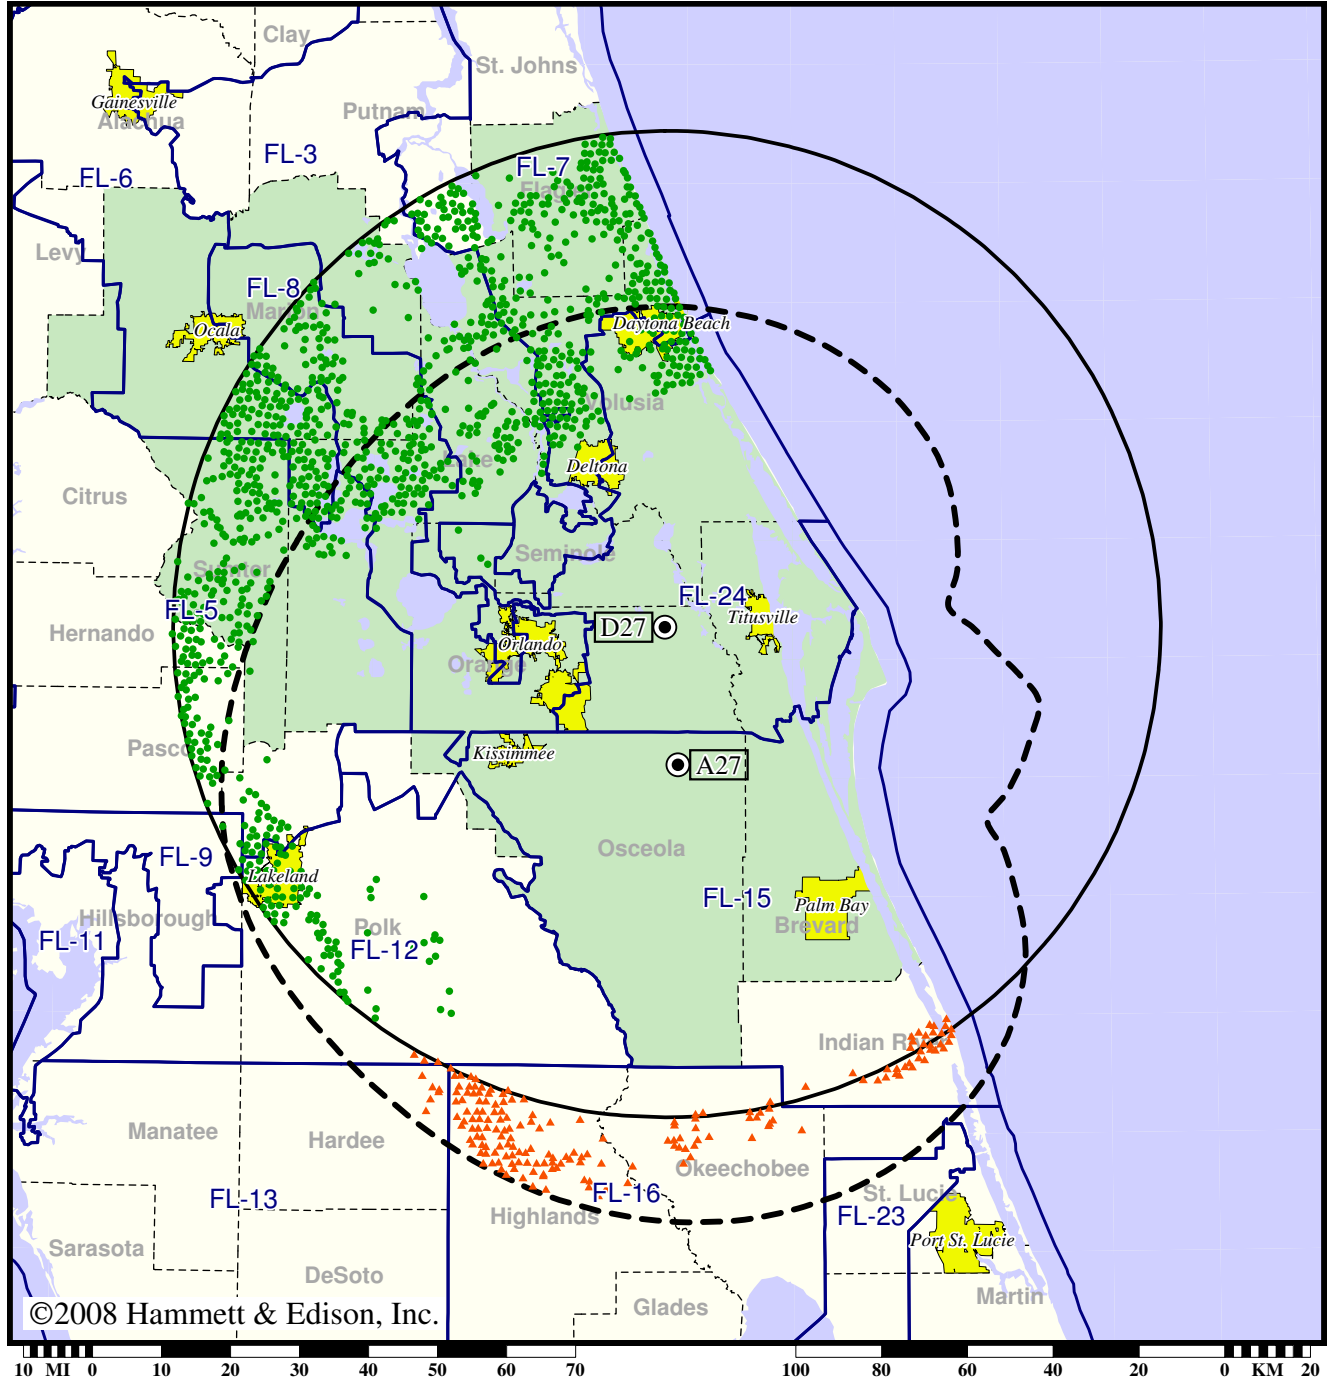 Clay
St. Johns
Gainesville
Alachua
Putnam
FL-3
FL-7
FL-6
Flagler
Levy
FL-8
Marion
Ocala
Daytona Beach
Volusia
Lake
Deltona
Citrus
Seminole
Sumter
FL-5
FL-24
Titusville
Hernando
D27
Orlando
Orange
Pasco
Kissimmee
A27
Osceola
FL-9
Lakeland
FL-15
Palm Bay
Hillsborough
Polk
Brevard
FL-11
FL-12
Indian River
Manatee
Hardee
Okeechobee
FL-13
FL-16
St. Lucie
FL-23
Highlands
Port St. Lucie
Sarasota
DeSoto
Glades
Martin
©2008 Hammett & Edison, Inc.
10 MI 0 10 20 30 40 50 60 70 100 80 60 40 20 0 KM 20